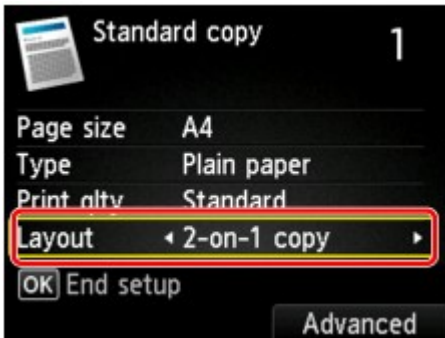 Standard copy
1
Page size A4
Type Plain paper
Print qlty Standard
Layout 2-on-1 copy
OK End setup
Advanced